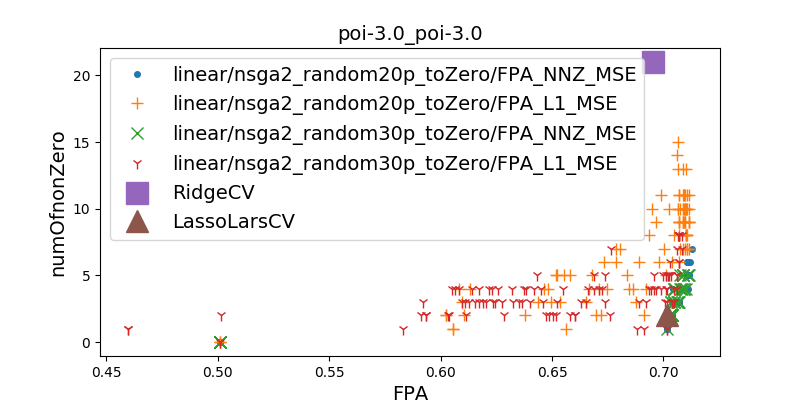 poi-3.0_poi-3.0
linear/nsga2_random20p_toZero/FPA_NNZ_MSE
linear/nsga2_random20p_toZero/FPA_L1_MSE
linear/nsga2_random30p_toZero/FPA_NNZ_MSE
linear/nsga2_random30p_toZero/FPA_L1_MSE
RidgeCV
LassoLarsCV
numOfnonZero
20
15
10
5
0
0.45 0.50 0.55 0.60 0.65 0.70
FPA